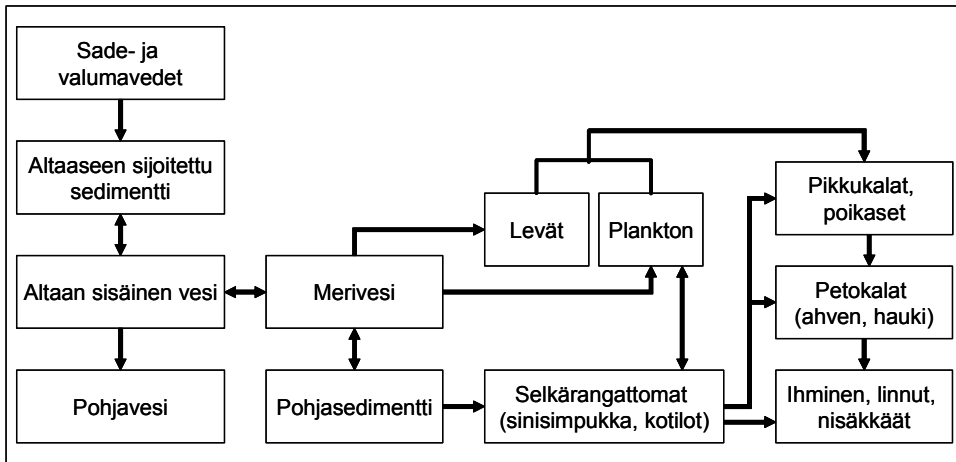 Sade- ja
valumavedet
Altaaseen sijoitettu
sedimentti
Altaan sisäinen vesi
Pohjavesi
Merivesi
Pohjasedimentti
Levät
Plankton
Selkärangattomat
(sinisimpukka, kotilot)
Pikkukalat,
poikaset
Petokalat
(ahven, hauki)
Ihminen, linnut,
nisäkkäät